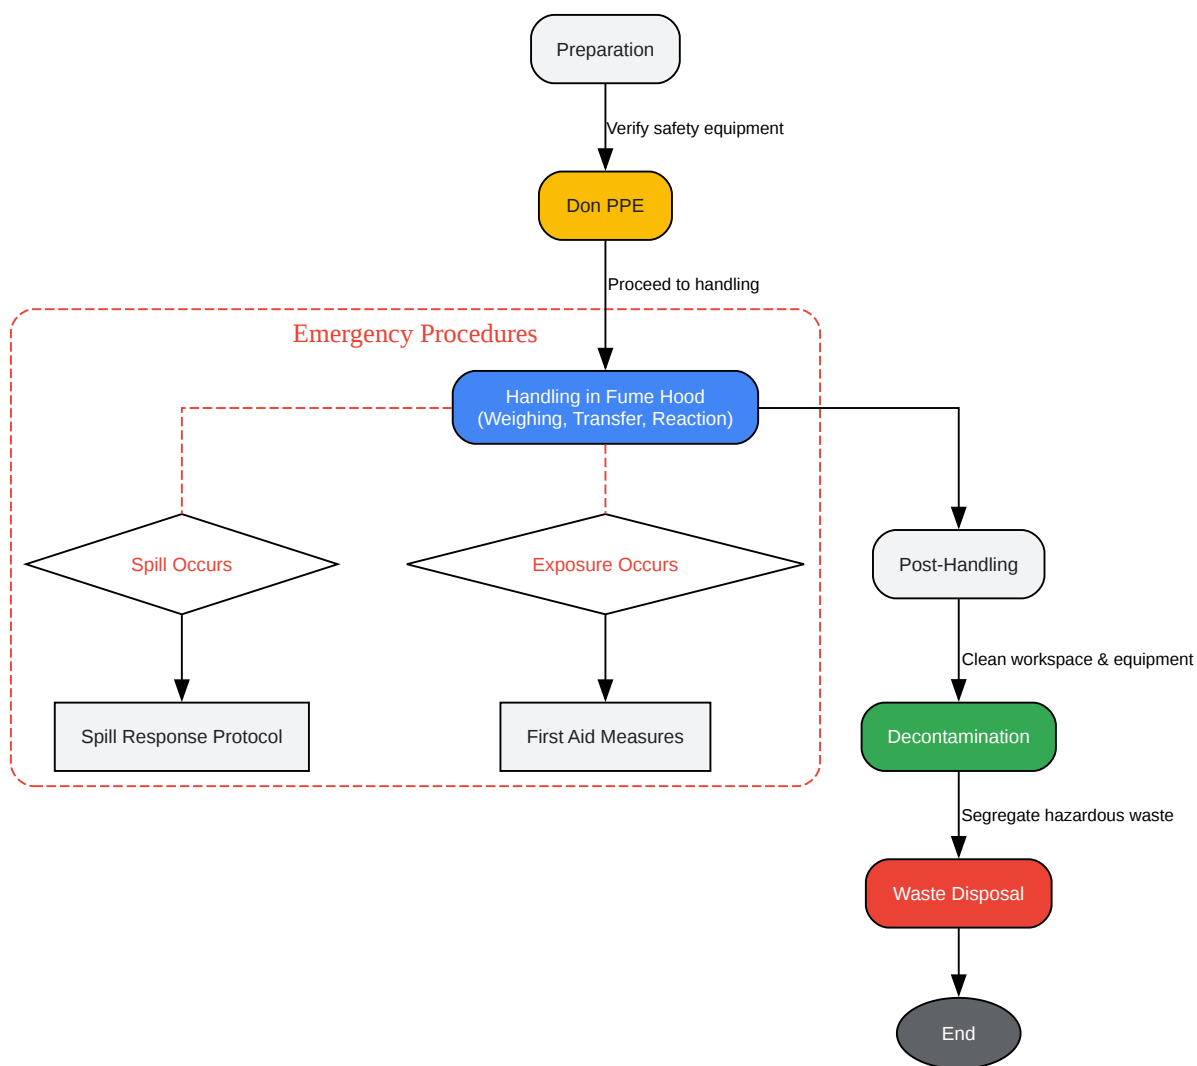 Preparation
Verify safety equipment
Don PPE
Proceed to handling
Emergency Procedures
Handling in Fume Hood
(Weighing, Transfer, Reaction)
Spill Occurs
Exposure Occurs
Post-Handling
Clean workspace & equipment
Spill Response Protocol
First Aid Measures
Decontamination
Segregate hazardous waste
Waste Disposal
End